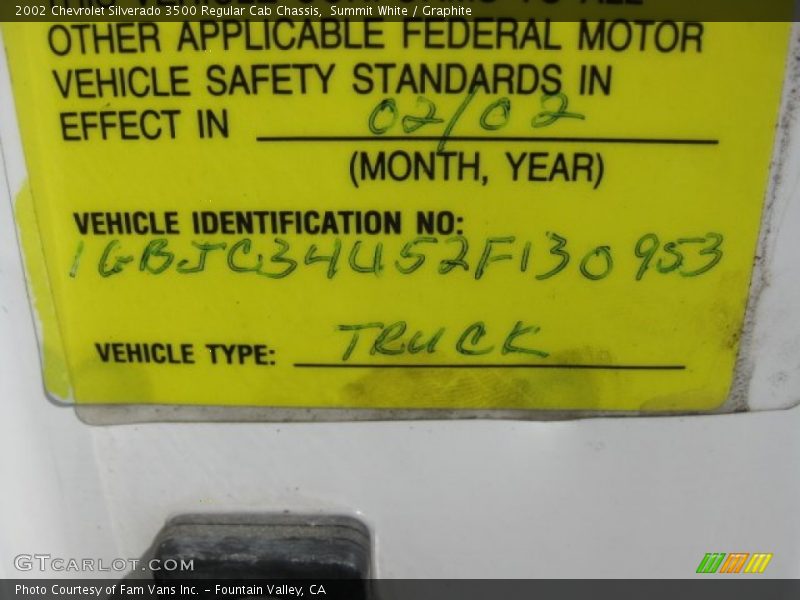 2002 Chevrolet Silverado 3500 Regular Cab Chassis, Summit White / Graphite
OTHER APPLICABLE FEDERAL MOTOR
VEHICLE SAFETY STANDARDS IN
EFFECT IN 02/02
(MONTH, YEAR)
VEHICLE IDENTIFICATION NO:
1GBJC34U52F130953
VEHICLE TYPE: TRUCK
GTCARLOT.COM
Photo Courtesy of Fam Vans Inc. - Fountain Valley, CA